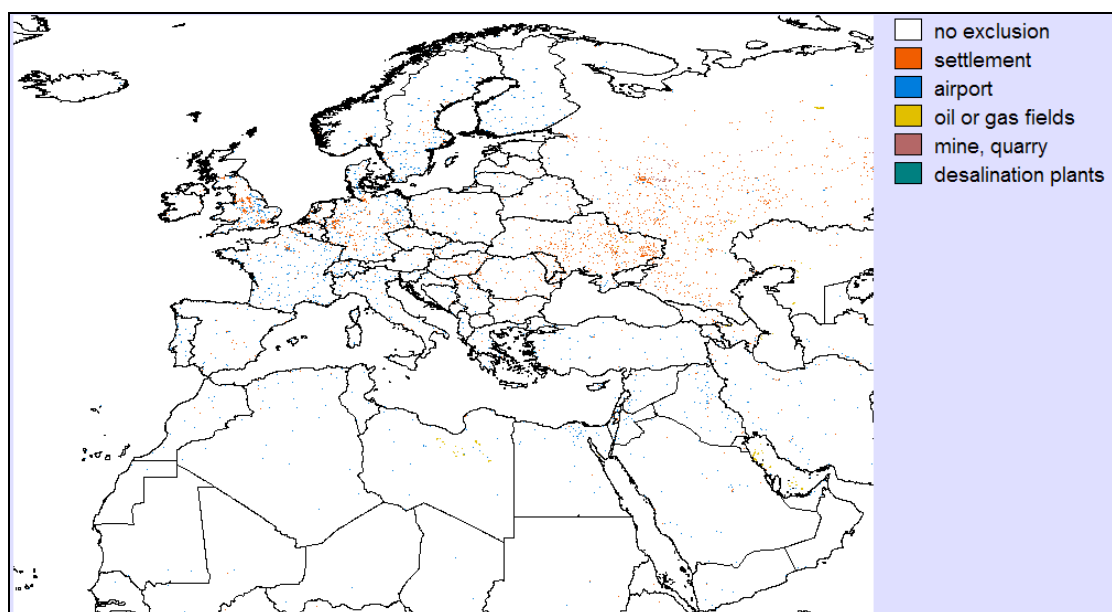 no exclusion
settlement
airport
oil or gas fields
mine, quarry
desalination plants